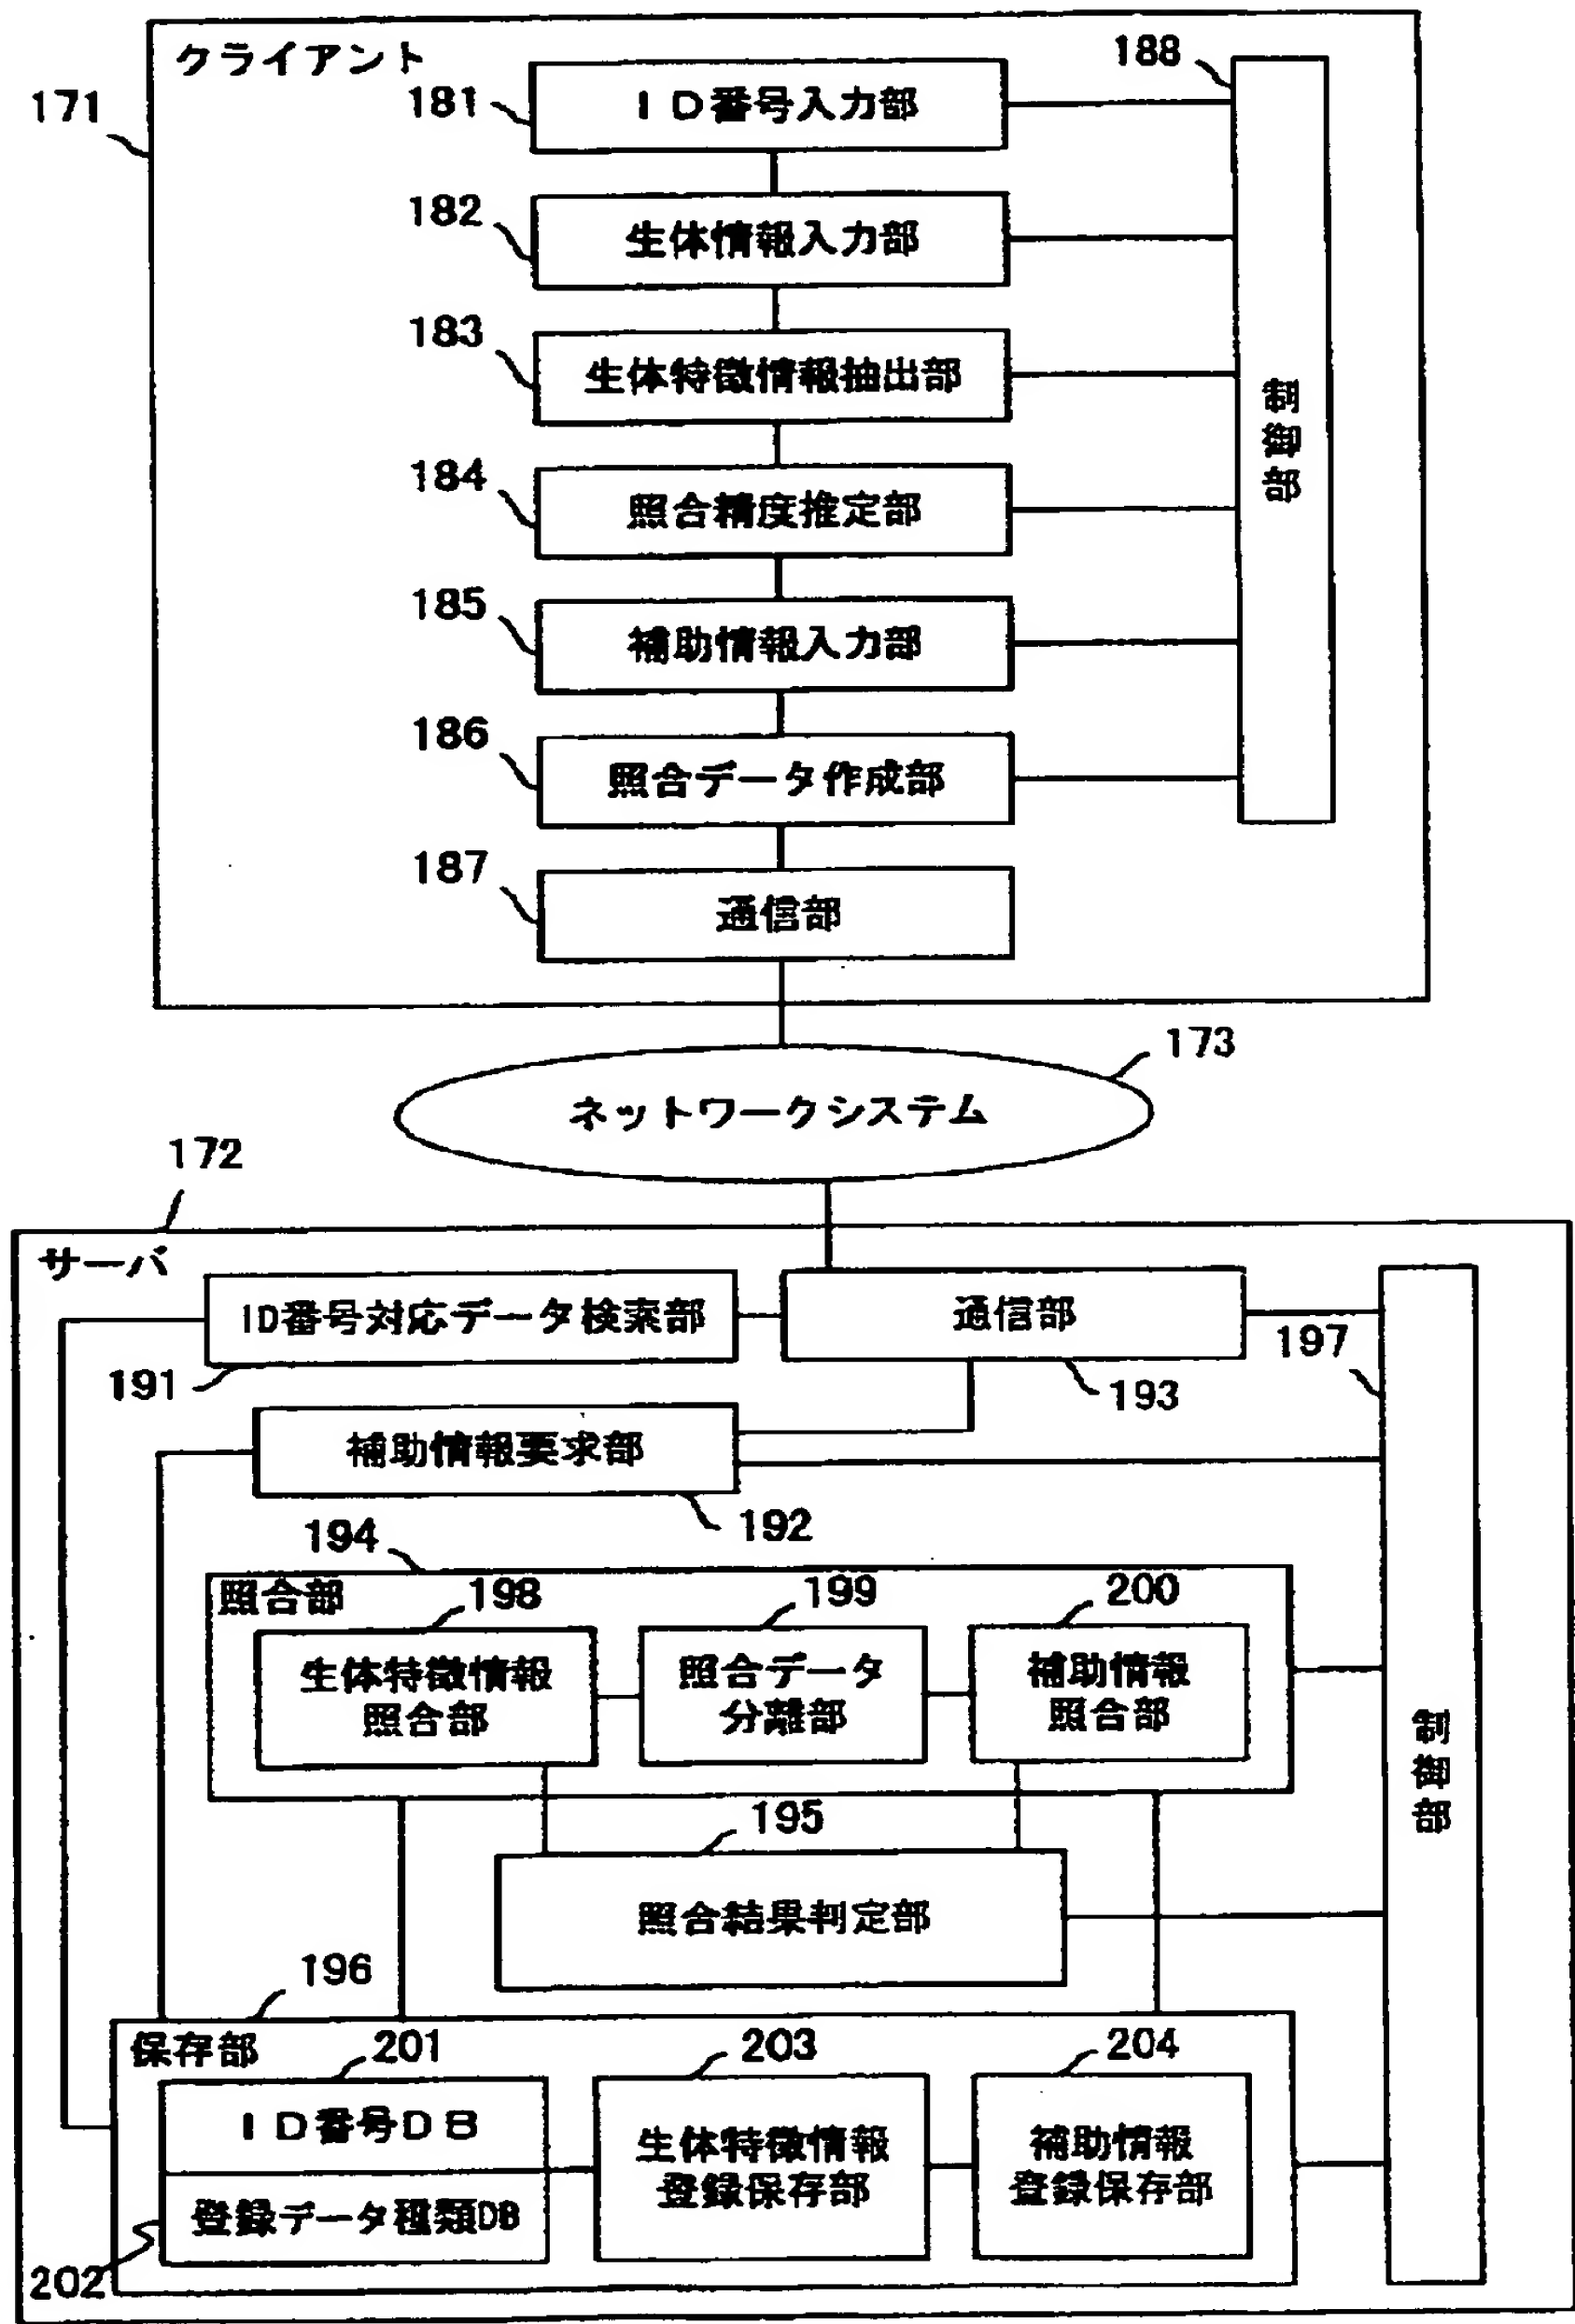 クライアント
188
171
181
ID番号入力部
182
生体情報入力部
183
生体特徴情報抽出部
制御部
184
照合精度推定部
185
補助情報入力部
186
照合データ作成部
187
通信部
173
ネットワークシステム
172
サーバ
ID番号対応データ検索部
通信部
197
191
193
補助情報要求部
192
194
照合部
198
199
200
生体特徴情報
照合部
照合データ
分離部
補助情報
照合部
制御部
195
照合結果判定部
196
保存部
201
203
204
ID番号DB
生体特徴情報
登録保存部
補助情報
登録保存部
登録データ種類DB
202